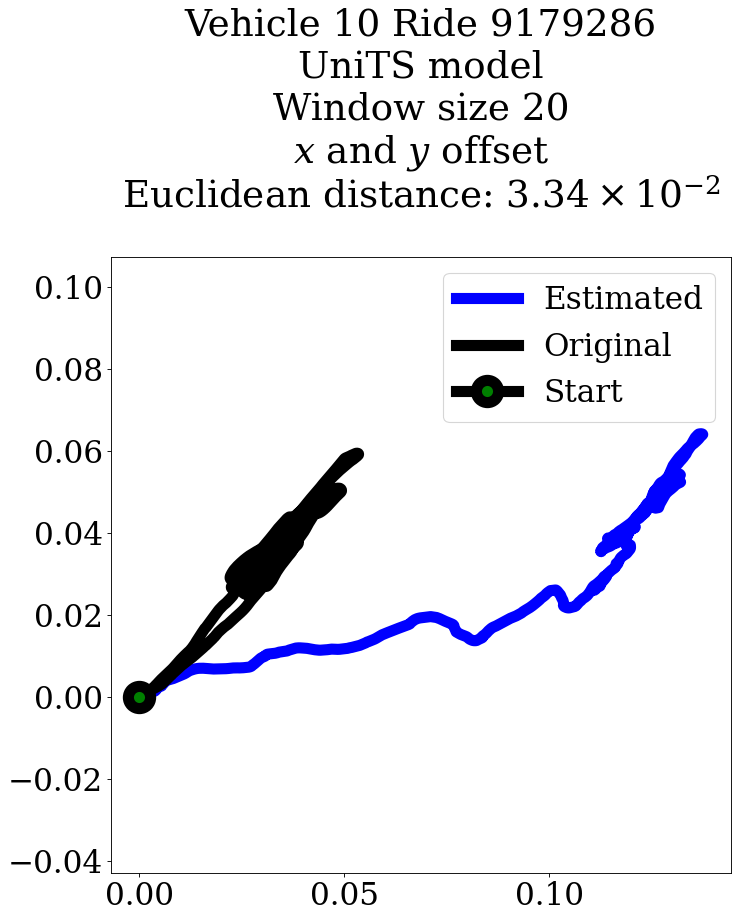 Vehicle 10 Ride 9179286
UniTS model
Window size 20
x and y offset
Euclidean distance: 3.34 × 10⁻²
Estimated
Original
Start
0.10
0.08
0.06
0.04
0.02
0.00
−0.02
−0.04
0.00 0.05 0.10